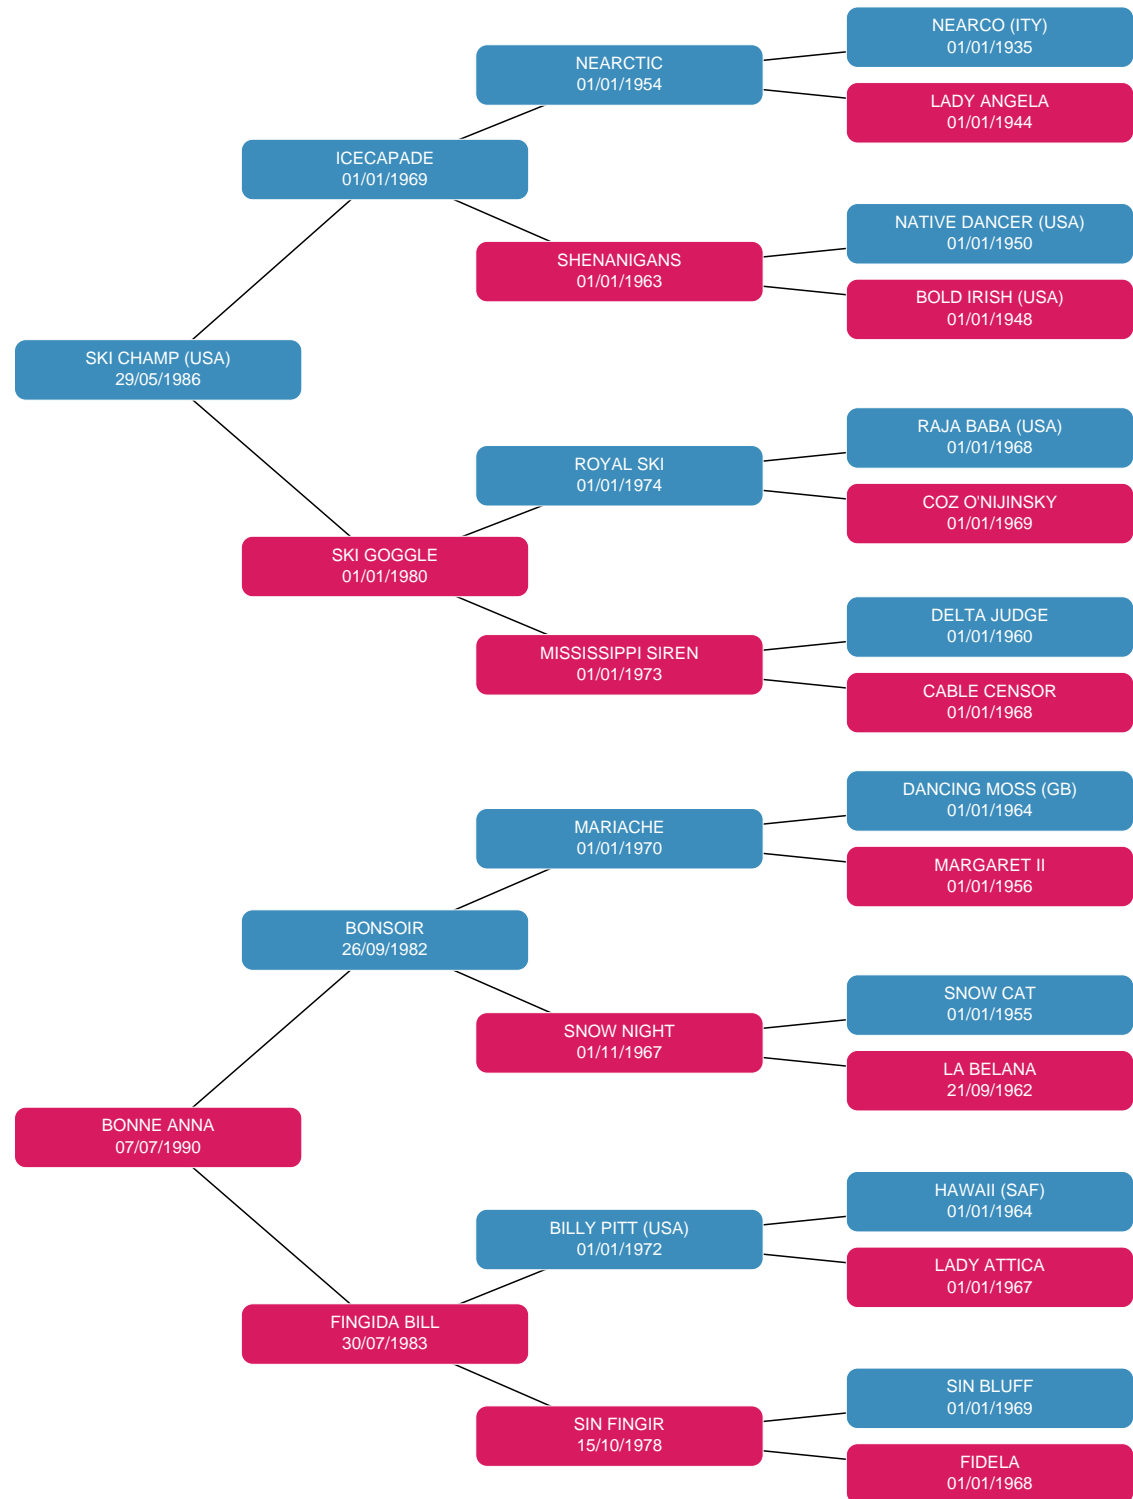 NEARCO (ITY)
01/01/1935
NEARCTIC
01/01/1954
LADY ANGELA
01/01/1944
ICECAPADE
01/01/1969
NATIVE DANCER (USA)
01/01/1950
SHENANIGANS
01/01/1963
BOLD IRISH (USA)
01/01/1948
SKI CHAMP (USA)
29/05/1986
RAJA BABA (USA)
01/01/1968
ROYAL SKI
01/01/1974
COZ O'NIJINSKY
01/01/1969
SKI GOGGLE
01/01/1980
DELTA JUDGE
01/01/1960
MISSISSIPPI SIREN
01/01/1973
CABLE CENSOR
01/01/1968
DANCING MOSS (GB)
01/01/1964
MARIACHE
01/01/1970
MARGARET II
01/01/1956
BONSOIR
26/09/1982
SNOW CAT
01/01/1955
SNOW NIGHT
01/11/1967
LA BELANA
21/09/1962
BONNE ANNA
07/07/1990
HAWAII (SAF)
01/01/1964
BILLY PITT (USA)
01/01/1972
LADY ATTICA
01/01/1967
FINGIDA BILL
30/07/1983
SIN BLUFF
01/01/1969
SIN FINGIR
15/10/1978
FIDELA
01/01/1968